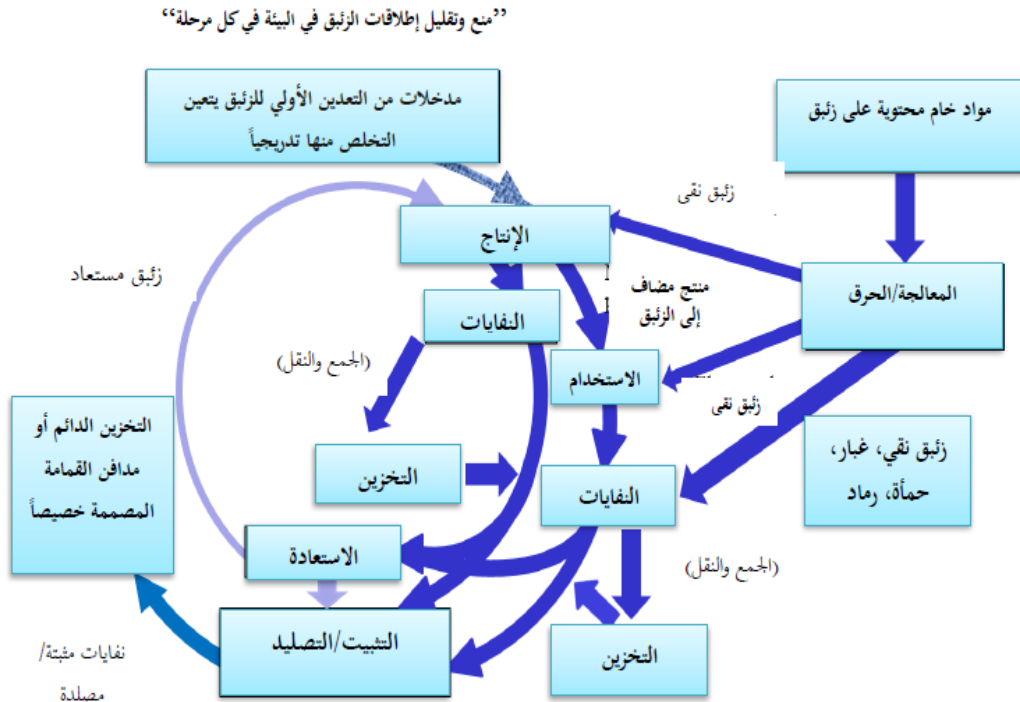 ”منع وتقليل إطلاقات الزئبق في البيئة في كل مرحلة“
مدخلات من التعدين الأولي للزئبق يتعين
التخلص منها تدريجياً
مواد خام محتوية على زئبق
زئبق نقى
الإنتاج
زئبق مستعاد
المعالجة/الحرق
منتج مضاف
إلى الزئبق
النفايات
(الجمع والنقل)
الاستخدام
زئبق نقى
التخزين الدائم أو
مدافن القمامة
المصممة خصيصاً
زئبق نقي، غبار،
حمأة، رماد
التخزين
النفايات
الاستعادة
(الجمع والنقل)
التثبيت/التصليد
التخزين
نفايات مثبتة/
مصلدة